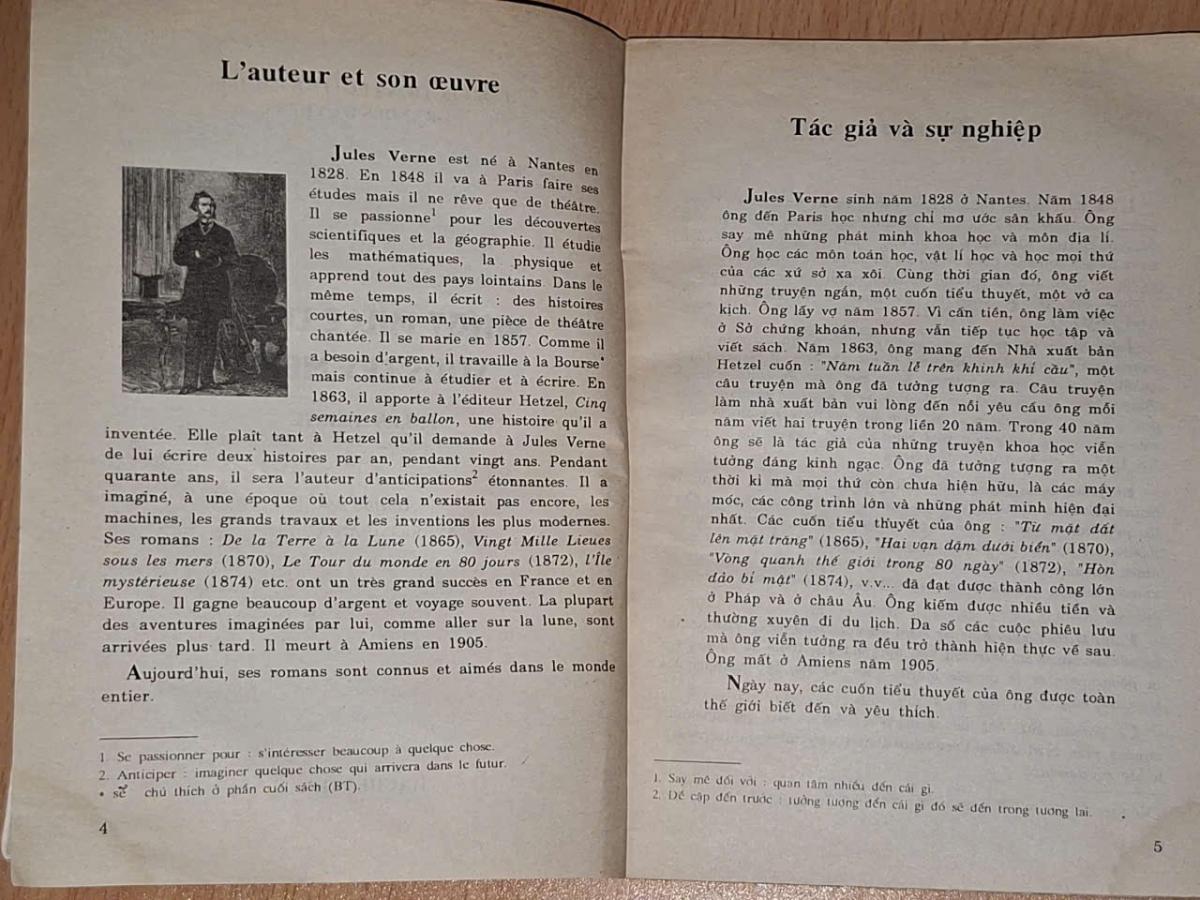 L'auteur et son œuvre
Jules Verne est né à Nantes en
1828. En 1848 il va à Paris faire ses
études mais il ne rêve que de théâtre.
Il se passionne¹ pour les découvertes
scientifiques et la géographie. Il étudie
les mathématiques, la physique et
apprend tout des pays lointains. Dans le
même temps, il écrit : des histoires
courtes, un roman, une pièce de théâtre
chantée. Il se marie en 1857. Comme il
a besoin d'argent, il travaille à la Bourse*
mais continue à étudier et à écrire. En
1863, il apporte à l'éditeur Hetzel, Cinq
semaines en ballon, une histoire qu'il a
inventée. Elle plaît tant à Hetzel qu'il demande à Jules Verne
de lui écrire deux histoires par an, pendant vingt ans. Pendant
quarante ans, il sera l'auteur d'anticipations² étonnantes. Il a
imaginé, à une époque où tout cela n'existait pas encore, les
machines, les grands travaux et les inventions les plus modernes.
Ses romans : De la Terre à la Lune (1865), Vingt Mille Lieues
sous les mers (1870), Le Tour du monde en 80 jours (1872), l'Île
mystérieuse (1874) etc. ont un très grand succès en France et en
Europe. Il gagne beaucoup d'argent et voyage souvent. La plupart
des aventures imaginées par lui, comme aller sur la lune, sont
arrivées plus tard. Il meurt à Amiens en 1905.
Aujourd'hui, ses romans sont connus et aimés dans le monde
entier.
1. Se passionner pour : s'intéresser beaucoup à quelque chose.
2. Anticiper : imaginer quelque chose qui arrivera dans le futur.
* sẽ chú thích ở phần cuối sách (BT).
4
Tác giả và sự nghiệp
Jules Verne sinh năm 1828 ở Nantes. Năm 1848
ông đến Paris học nhưng chỉ mơ ước sân khấu. Ông
say mê những phát minh khoa học và môn địa lí.
Ông học các môn toán học, vật lí học và học mọi thứ
của các xứ sở xa xôi. Cùng thời gian đó, ông viết
những truyện ngắn, một cuốn tiểu thuyết, một vở ca
kịch. Ông lấy vợ năm 1857. Vì cần tiền, ông làm việc
ở Sở chứng khoán, nhưng vẫn tiếp tục học tập và
viết sách. Năm 1863, ông mang đến Nhà xuất bản
Hetzel cuốn : "Năm tuần lễ trên khinh khí cầu", một
câu truyện mà ông đã tưởng tượng ra. Câu truyện
làm nhà xuất bản vui lòng đến nỗi yêu cầu ông mỗi
năm viết hai truyện trong liền 20 năm. Trong 40 năm
ông sẽ là tác giả của những truyện khoa học viễn
tưởng đáng kinh ngạc. Ông đã tưởng tượng ra một
thời kì mà mọi thứ còn chưa hiện hữu, là các máy
móc, các công trình lớn và những phát minh hiện đại
nhất. Các cuốn tiểu thuyết của ông : "Từ mặt đất
lên mặt trăng" (1865), "Hai vạn dặm dưới biển" (1870),
"Vòng quanh thế giới trong 80 ngày" (1872), "Hòn
đảo bí mật" (1874), v.v... đã đạt được thành công lớn
ở Pháp và ở châu Âu. Ông kiếm được nhiều tiền và
thường xuyên đi du lịch. Đa số các cuộc phiêu lưu
mà ông viễn tưởng ra đều trở thành hiện thực về sau.
Ông mất ở Amiens năm 1905.
Ngày nay, các cuốn tiểu thuyết của ông được toàn
thế giới biết đến và yêu thích.
1. Say mê đối với : quan tâm nhiều đến cái gì.
2. Đề cập đến trước : tưởng tượng đến cái gì đó sẽ đến trong tương lai.
5